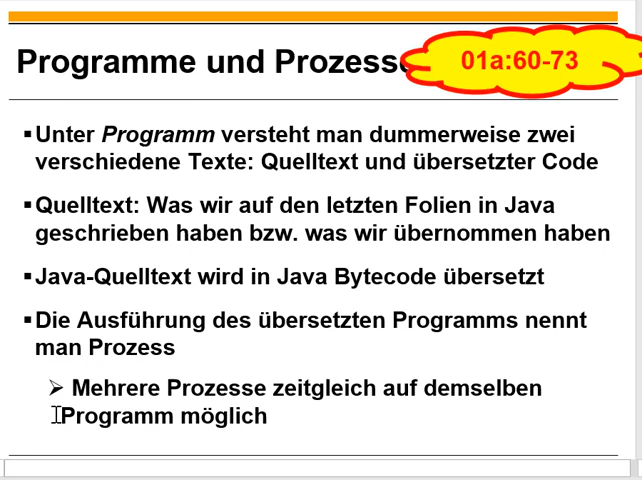 Programme und Prozesse
01a:60-73
▪ Unter Programm versteht man dummerweise zwei
verschiedene Texte: Quelltext und übersetzter Code
▪ Quelltext: Was wir auf den letzten Folien in Java
geschrieben haben bzw. was wir übernommen haben
▪ Java-Quelltext wird in Java Bytecode übersetzt
▪ Die Ausführung des übersetzten Programms nennt
man Prozess
➢ Mehrere Prozesse zeitgleich auf demselben
Programm möglich